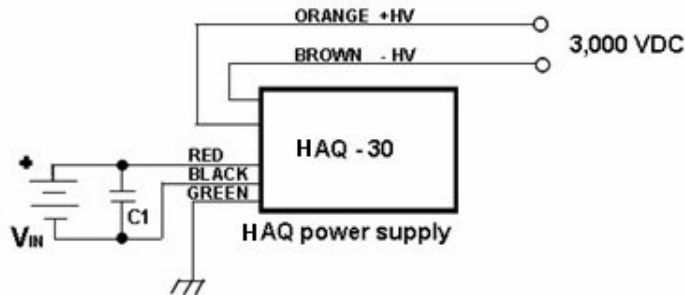 ORANGE +HV
3,000 VDC
BROWN - HV
HAQ - 30
+
RED
BLACK
GREEN
C1
VIN
HAQ power supply